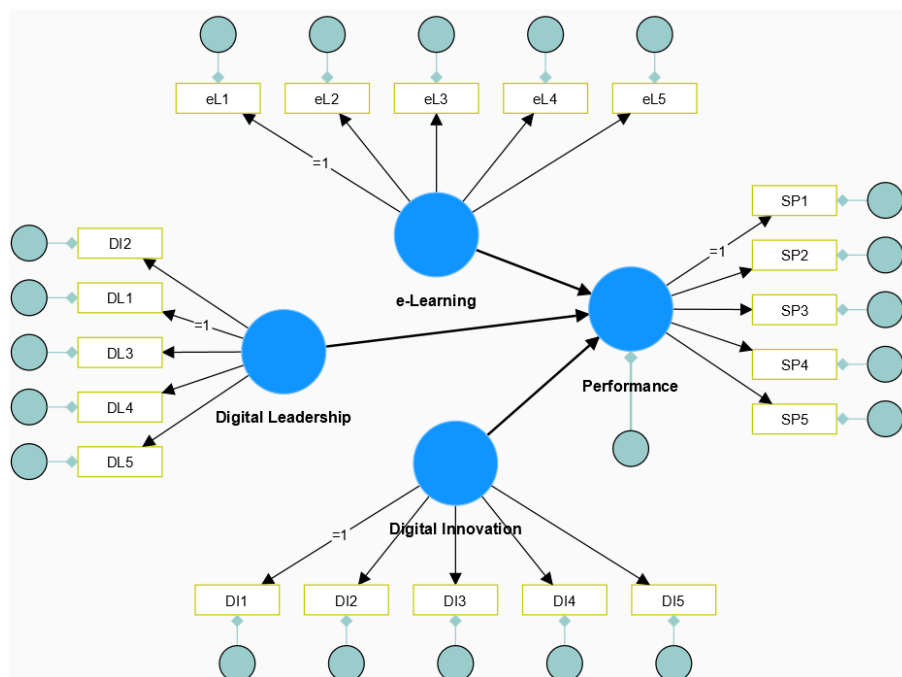 eL1 eL2 eL3 eL4 eL5
=1
SP1
=1
SP2
SP3
SP4
SP5
e-Learning
Performance
DI2
DL1
=1
DL3
DL4
DL5
Digital Leadership
Digital Innovation
=1
DI1 DI2 DI3 DI4 DI5